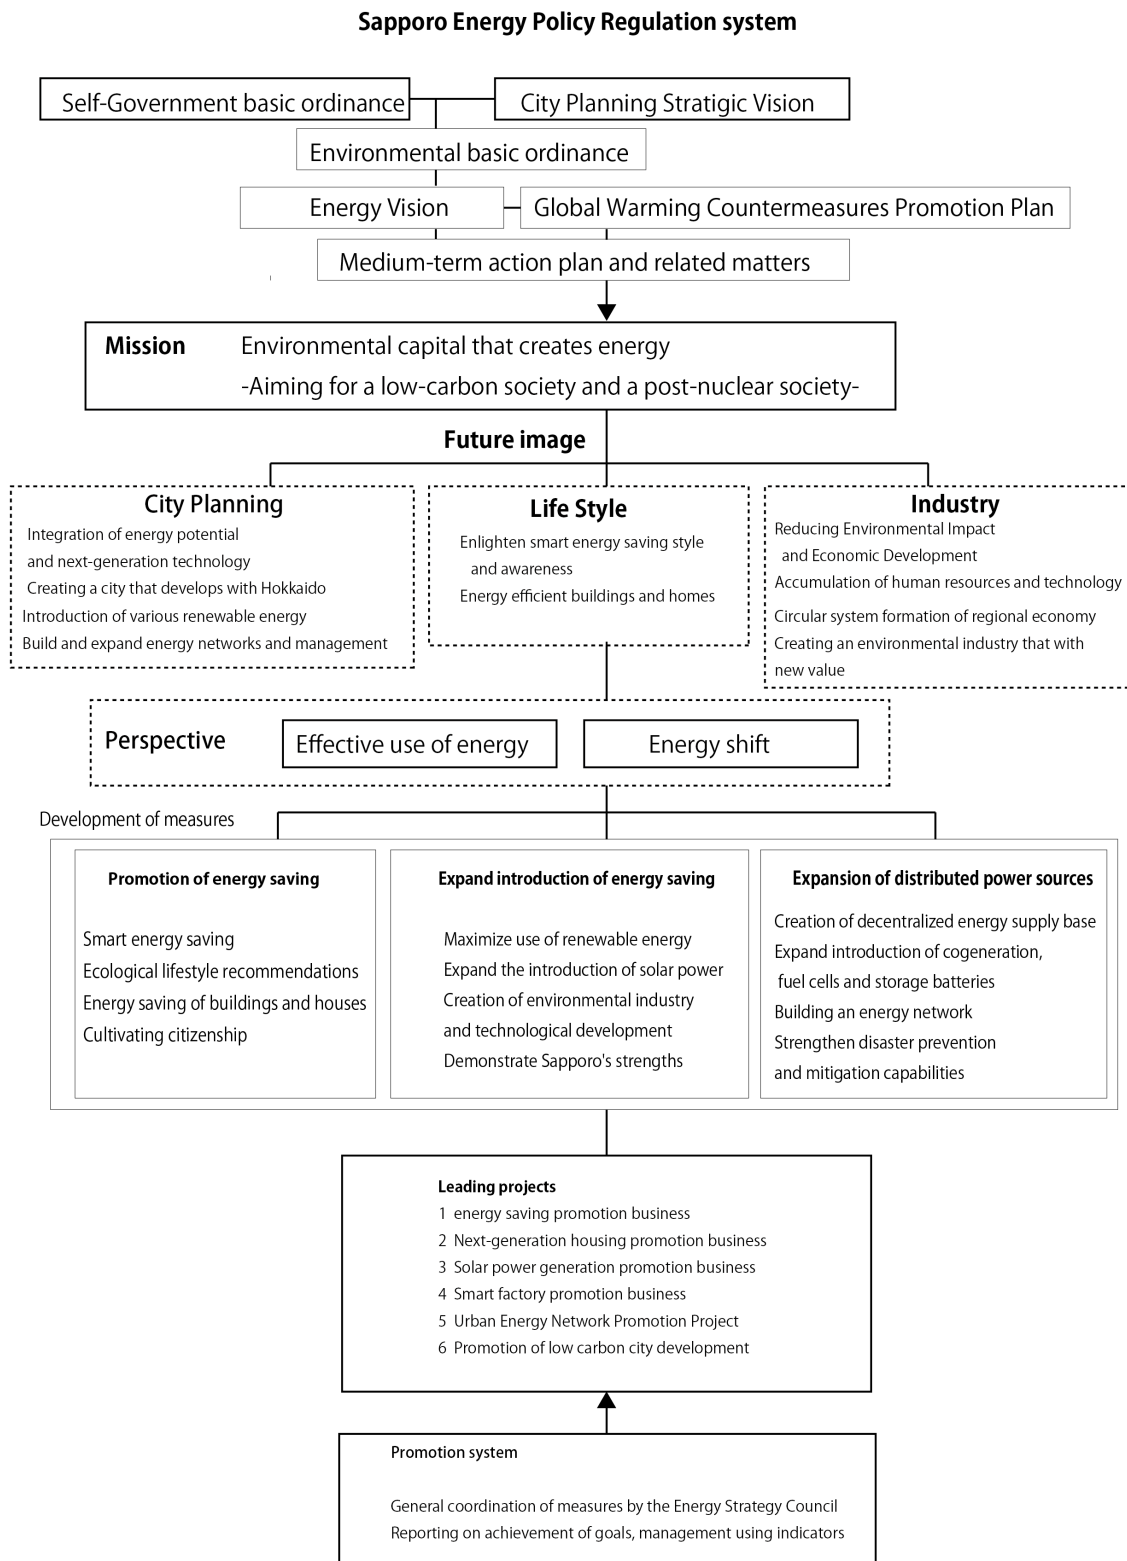 Sapporo Energy Policy Regulation system
Self-Government basic ordinance
City Planning Stratigic Vision
Environmental basic ordinance
Energy Vision
Global Warming Countermeasures Promotion Plan
Medium-term action plan and related matters
Mission
Environmental capital that creates energy
-Aiming for a low-carbon society and a post-nuclear society-
Future image
City Planning
Integration of energy potential
and next-generation technology
Creating a city that develops with Hokkaido
Introduction of various renewable energy
Build and expand energy networks and management
Life Style
Enlighten smart energy saving style
and awareness
Energy efficient buildings and homes
Industry
Reducing Environmental Impact
and Economic Development
Accumulation of human resources and technology
Circular system formation of regional economy
Creating an environmental industry that with
new value
Perspective
Effective use of energy
Energy shift
Development of measures
Promotion of energy saving
Smart energy saving
Ecological lifestyle recommendations
Energy saving of buildings and houses
Cultivating citizenship
Expand introduction of energy saving
Maximize use of renewable energy
Expand the introduction of solar power
Creation of environmental industry
and technological development
Demonstrate Sapporo's strengths
Expansion of distributed power sources
Creation of decentralized energy supply base
Expand introduction of cogeneration,
fuel cells and storage batteries
Building an energy network
Strengthen disaster prevention
and mitigation capabilities
Leading projects
1 energy saving promotion business
2 Next-generation housing promotion business
3 Solar power generation promotion business
4 Smart factory promotion business
5 Urban Energy Network Promotion Project
6 Promotion of low carbon city development
Promotion system
General coordination of measures by the Energy Strategy Council
Reporting on achievement of goals, management using indicators